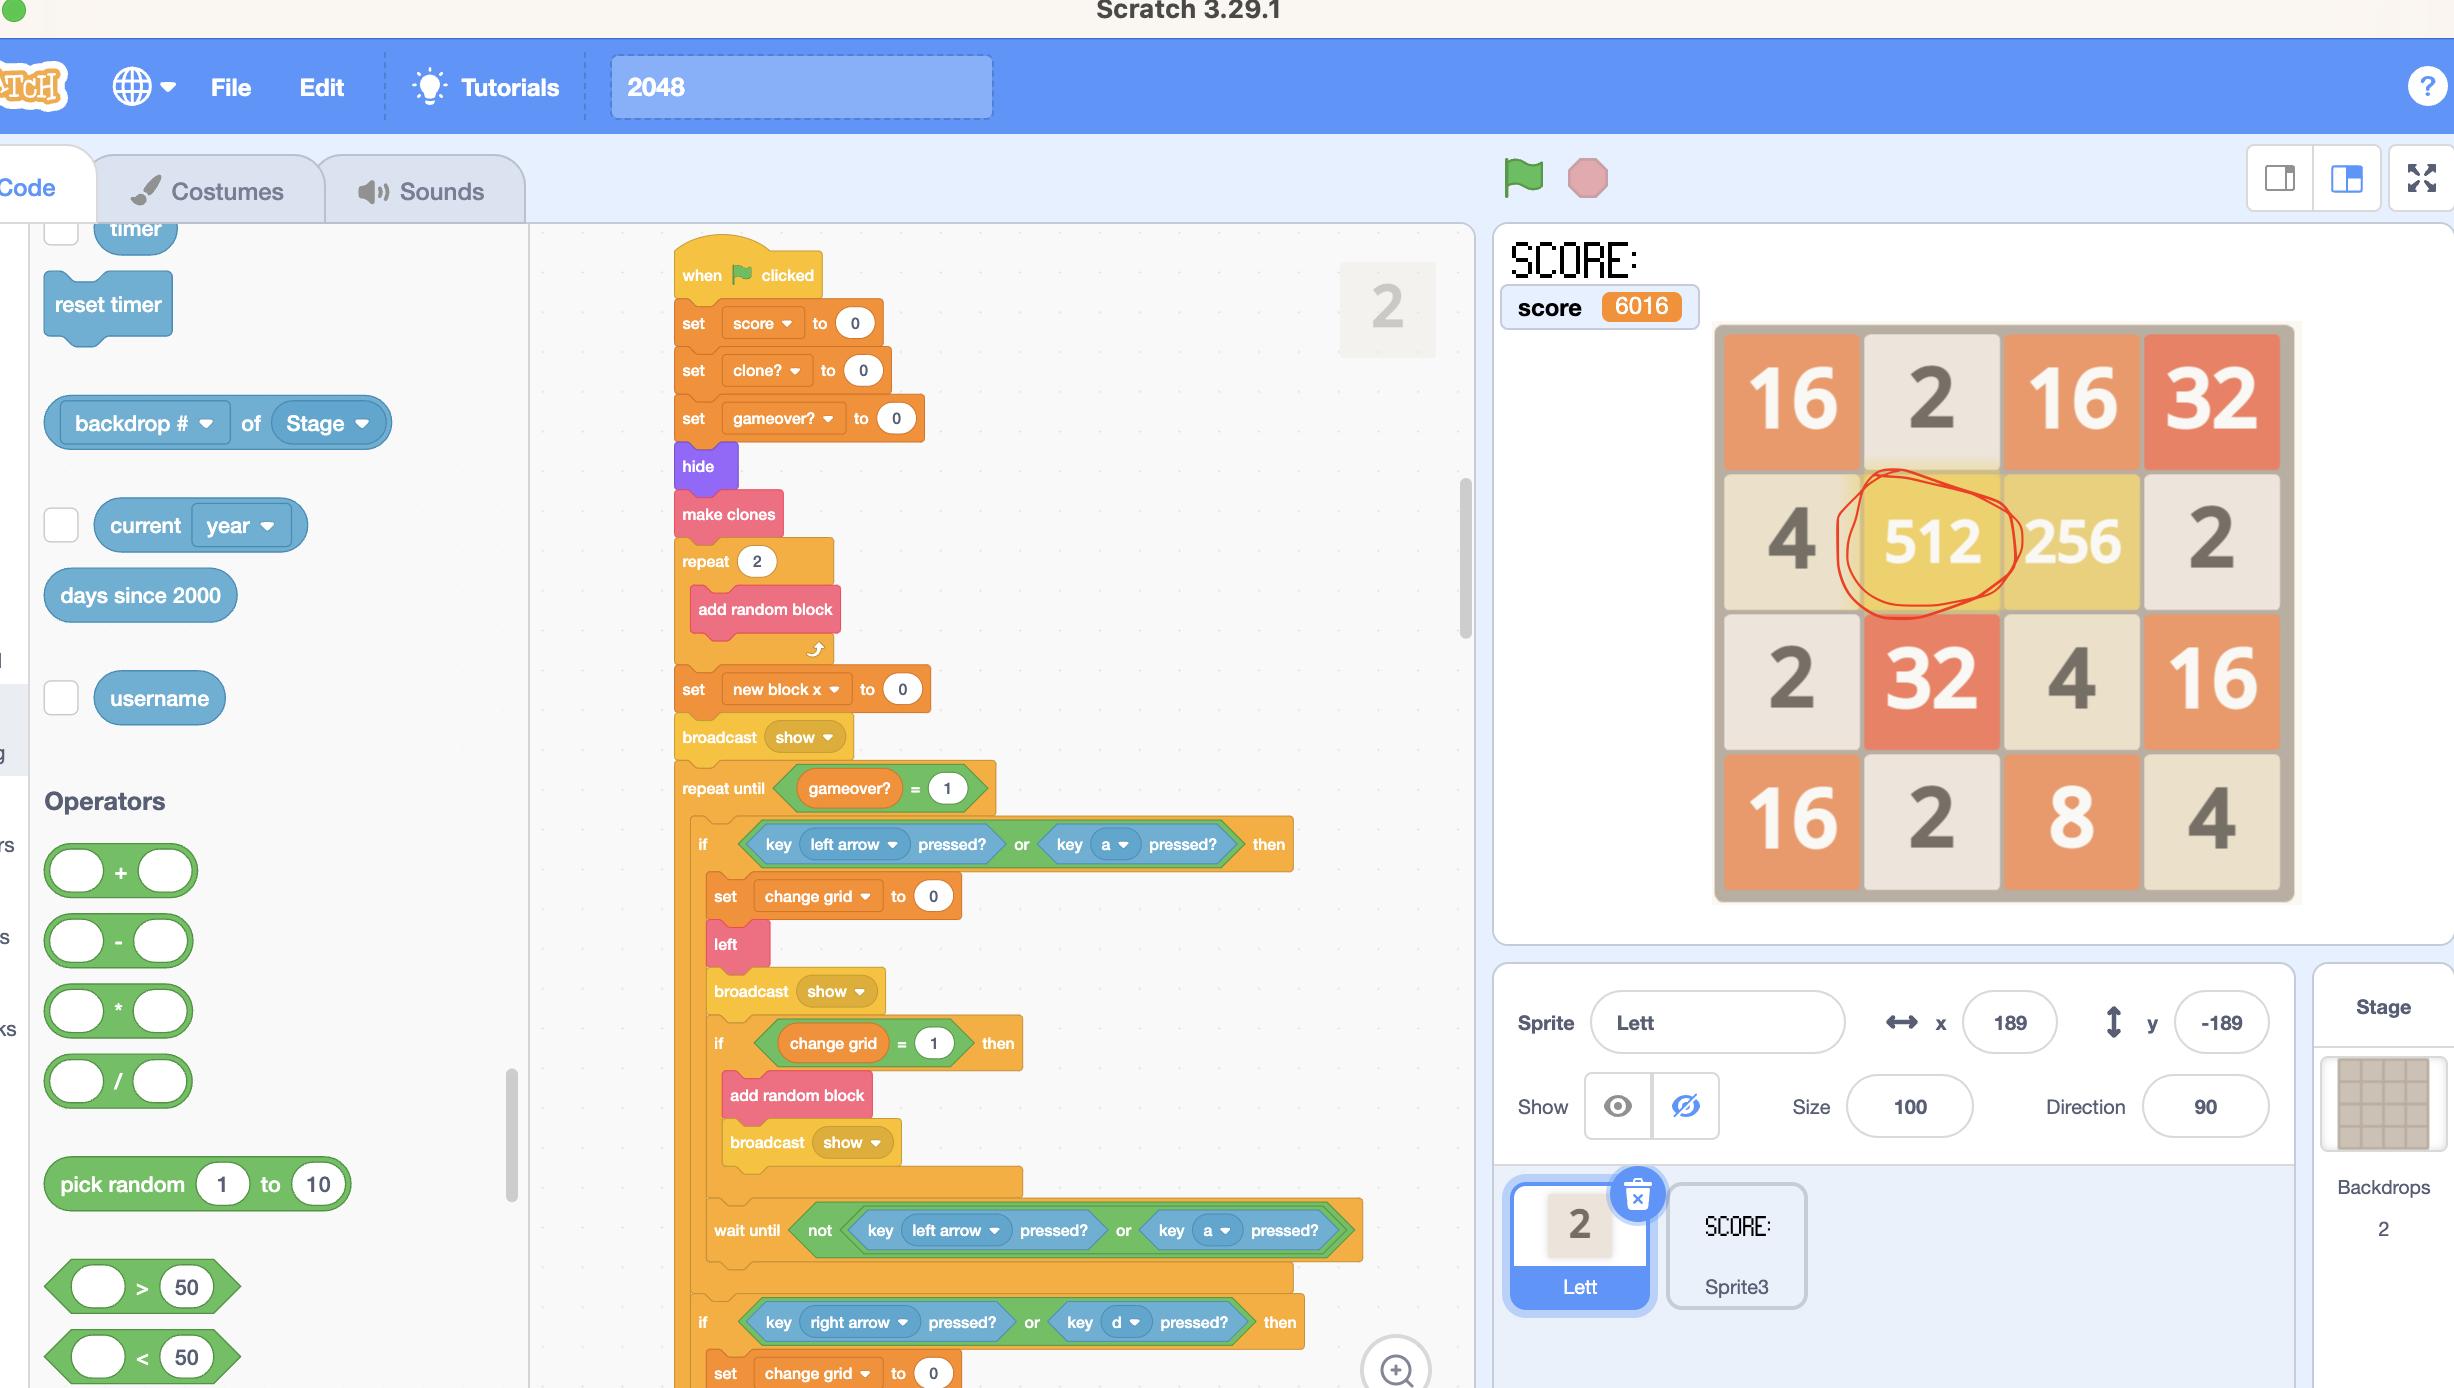 Scratch 3.29.1
File Edit Tutorials 2048
Code Costumes Sounds
timer
reset timer
backdrop # of Stage
current year
days since 2000
username
Operators
+
-
*
/
pick random 1 to 10
> 50
< 50
when clicked
set score to 0
set clone? to 0
set gameover? to 0
hide
make clones
repeat 2
add random block
set new block x to 0
broadcast show
repeat until gameover? = 1
if key left arrow pressed? or key a pressed? then
set change grid to 0
left
broadcast show
if change grid = 1 then
add random block
broadcast show
wait until not key left arrow pressed? or key a pressed?
if key right arrow pressed? or key d pressed? then
set change grid to 0
2
SCORE:
score 6016
16 2 16 32
4 512 256 2
2 32 4 16
16 2 8 4
Sprite Lett x 189 y -189
Show Size 100 Direction 90
2
Lett
SCORE:
Sprite3
Stage
Backdrops
2